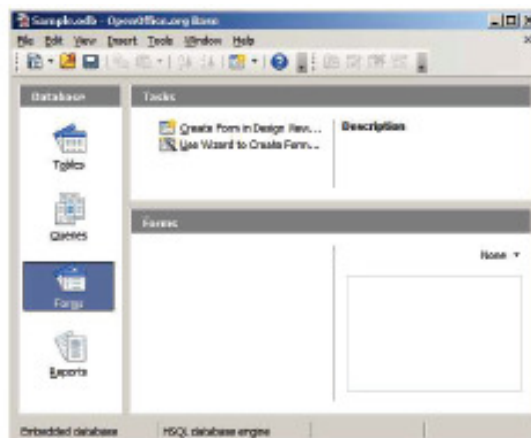 Sample.odb - OpenOffice.org Base
File Edit View Insert Tools Window Help
Database
Tables
Queries
Forms
Reports
Tasks
Create Form in Design View...
Use Wizard to Create Form...
Description
Forms
None
Embedded database HSQL database engine